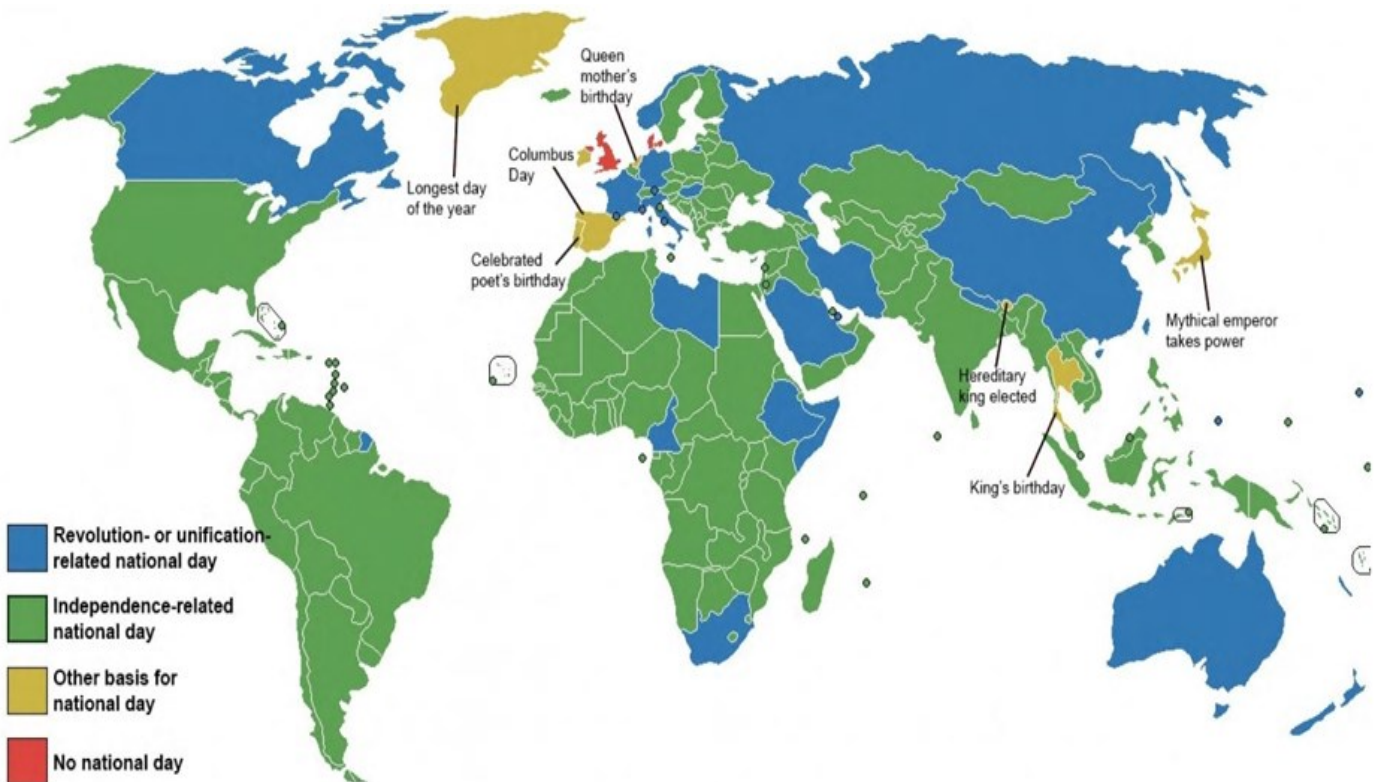 Queen
mother's
birthday
Columbus
Day
Longest day
of the year
Celebrated
poet's birthday
Mythical emperor
takes power
Hereditary
king elected
King's birthday
Revolution- or unification-
related national day
Independence-related
national day
Other basis for
national day
No national day